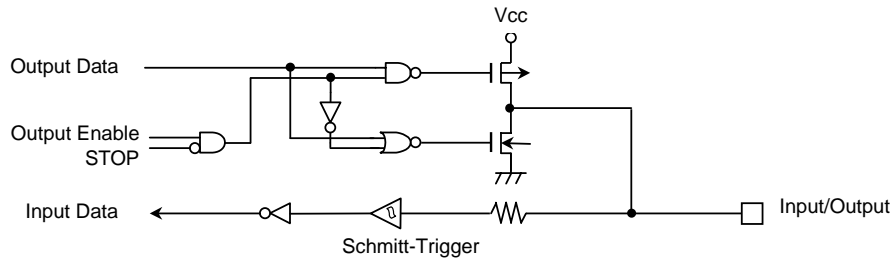 Vcc
Output Data
Output Enable
STOP
Input Data
Input/Output
Schmitt-Trigger